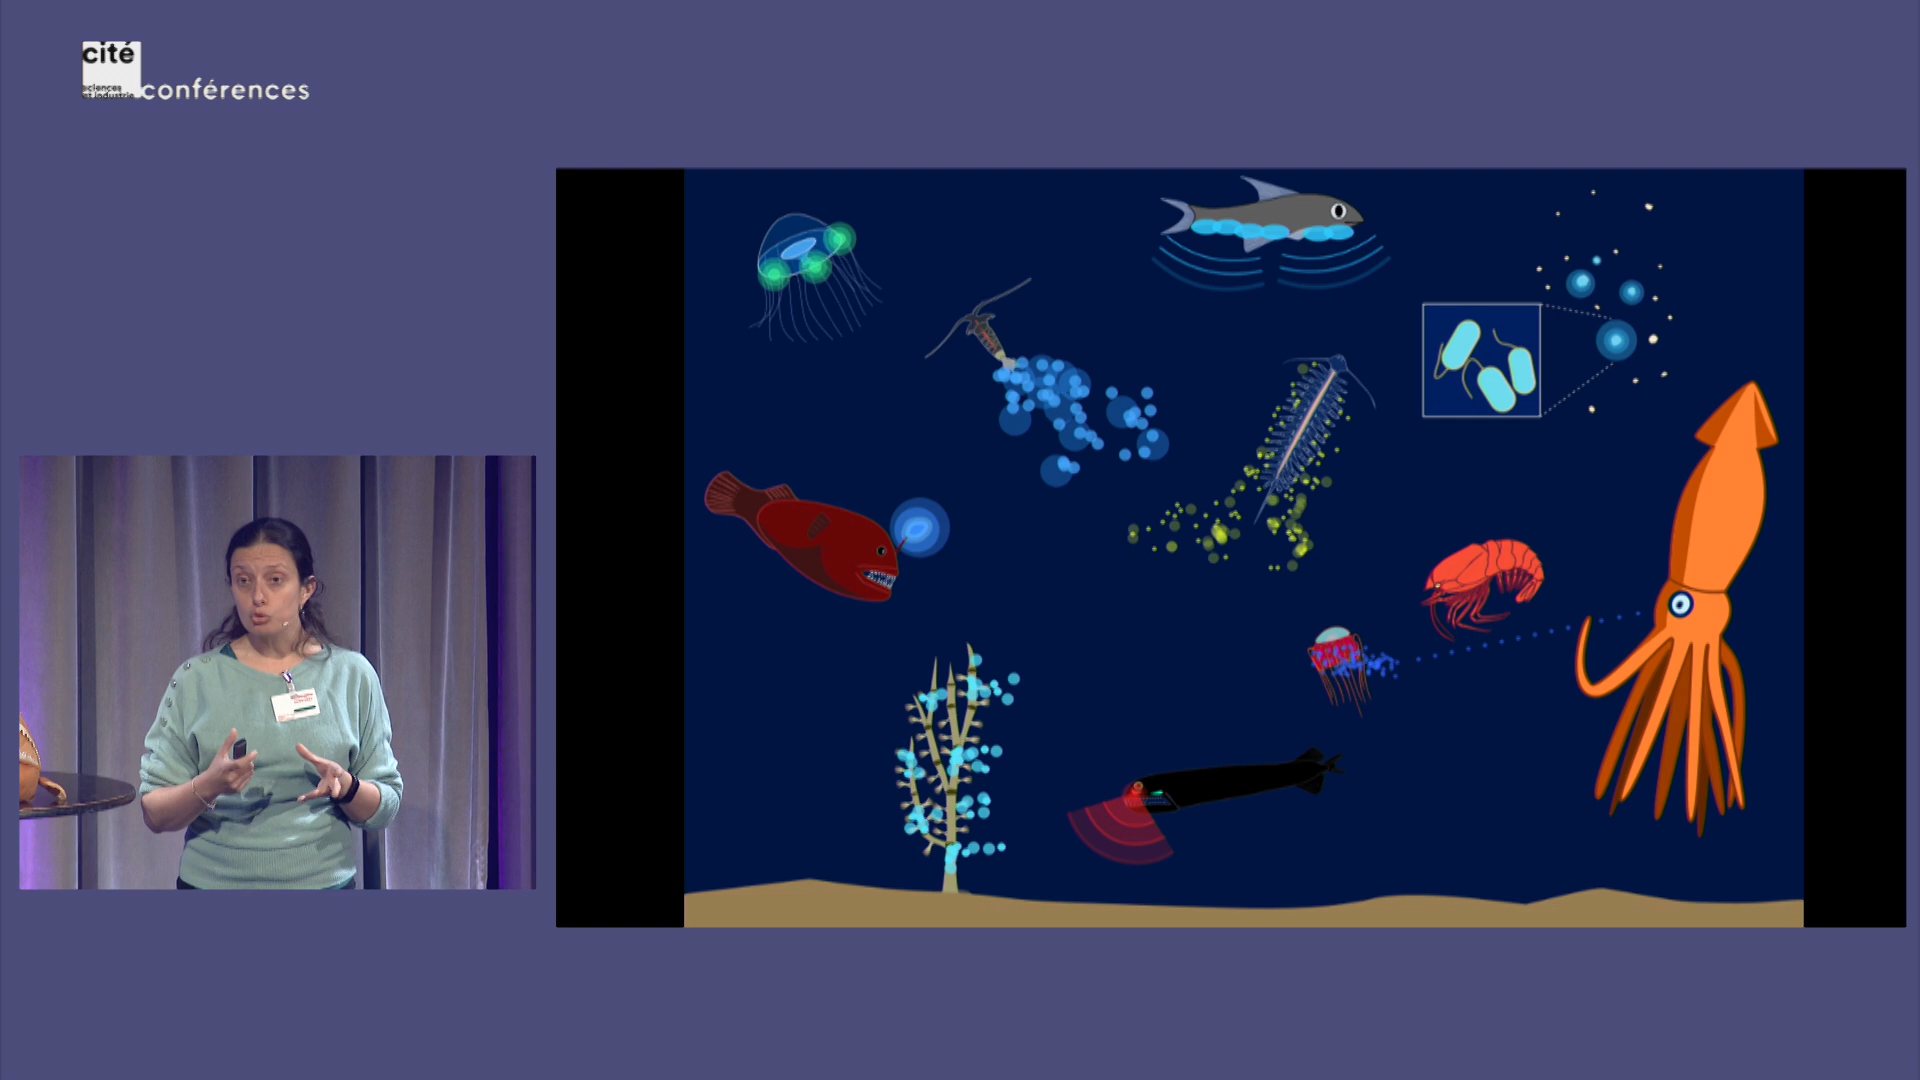 cité
sciences
et industrie
conférences